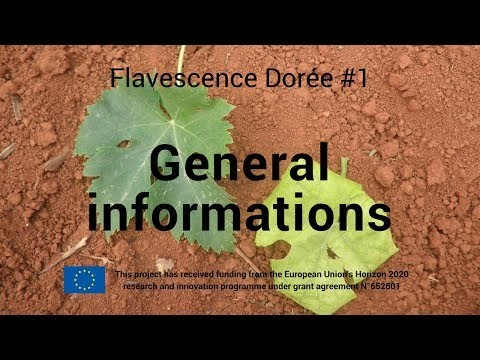 Flavescence Dorée #1
General
informations
This project has received funding from the European Union's Horizon 2020
research and innovation programme under grant agreement N°652601